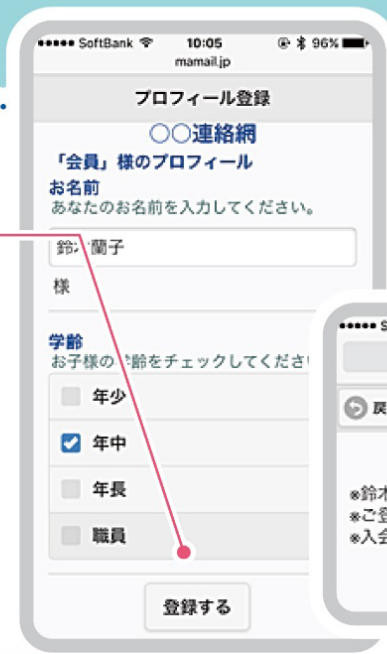 SoftBank 10:05 96%
mamail.jp
プロフィール登録
○○連絡網
「会員」様のプロフィール
お名前
あなたのお名前を入力してください。
鈴木蘭子
様
学齢
お子様の学齢をチェックしてくださ
年少
年中
年長
職員
登録する
S
戻
※鈴木
※ご登
※入会